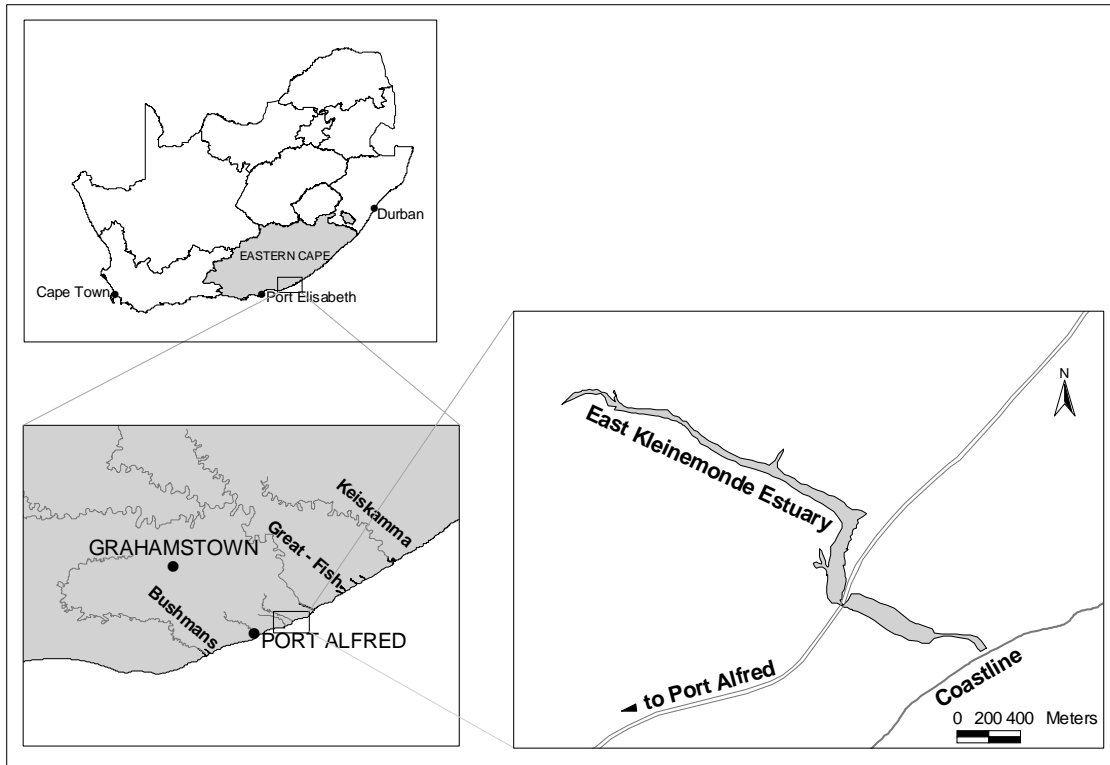 Durban
EASTERN CAPE
Cape Town
Port Elisabeth
N
East Kleinemonde Estuary
Keiskamma
Great - Fish
GRAHAMSTOWN
Bushmans
PORT ALFRED
to Port Alfred
Coastline
0 200 400 Meters